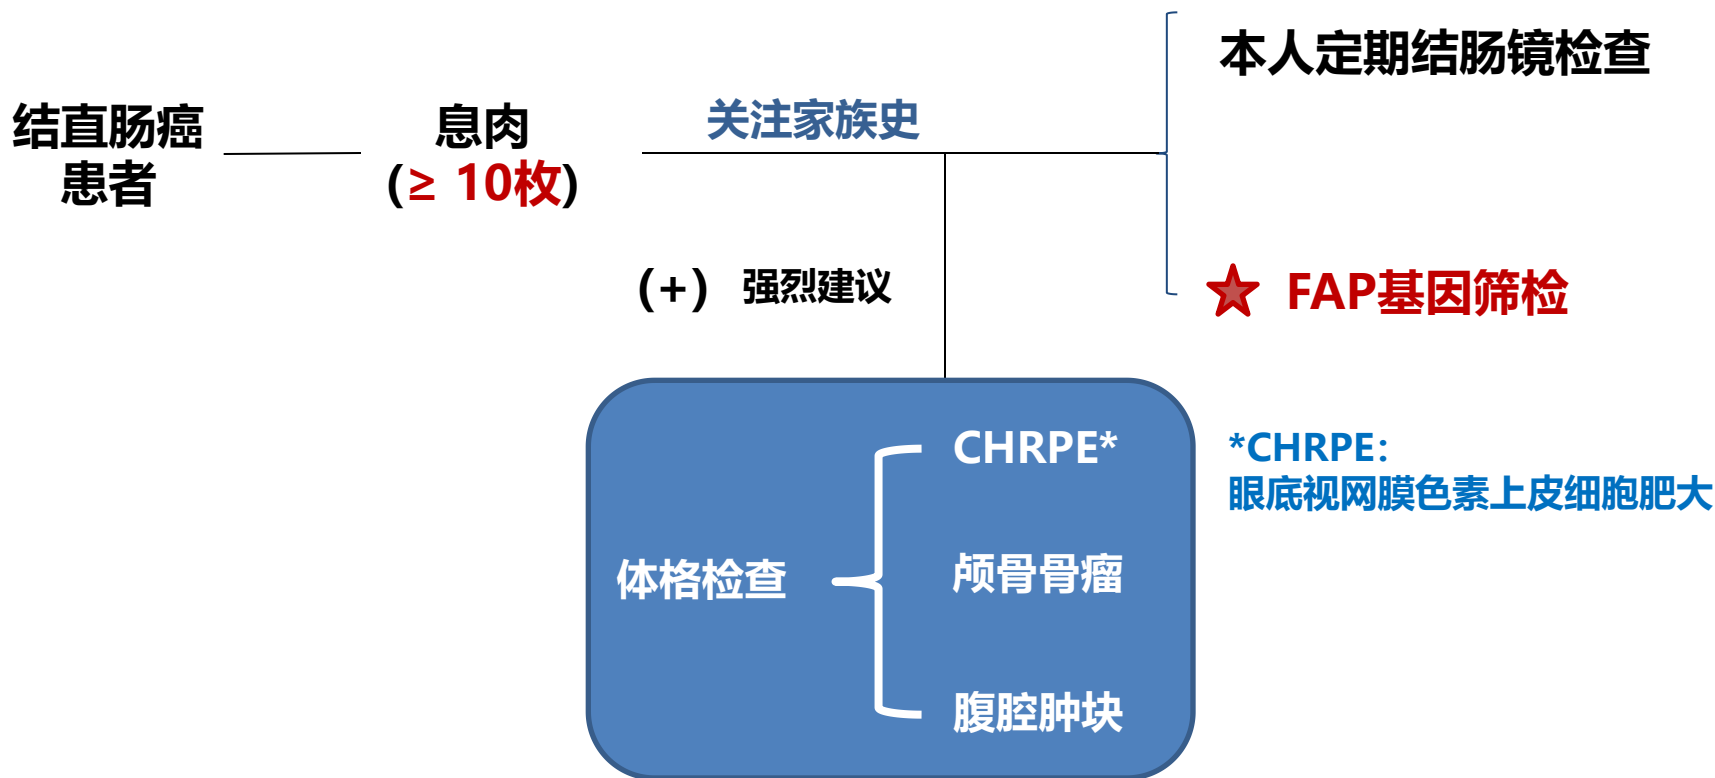 本人定期结肠镜检查
结直肠癌
患者
息肉
(≥ 10枚)
关注家族史
(+) 强烈建议
FAP基因筛检
CHRPE*
体格检查
颅骨骨瘤
腹腔肿块
*CHRPE:
眼底视网膜色素上皮细胞肥大